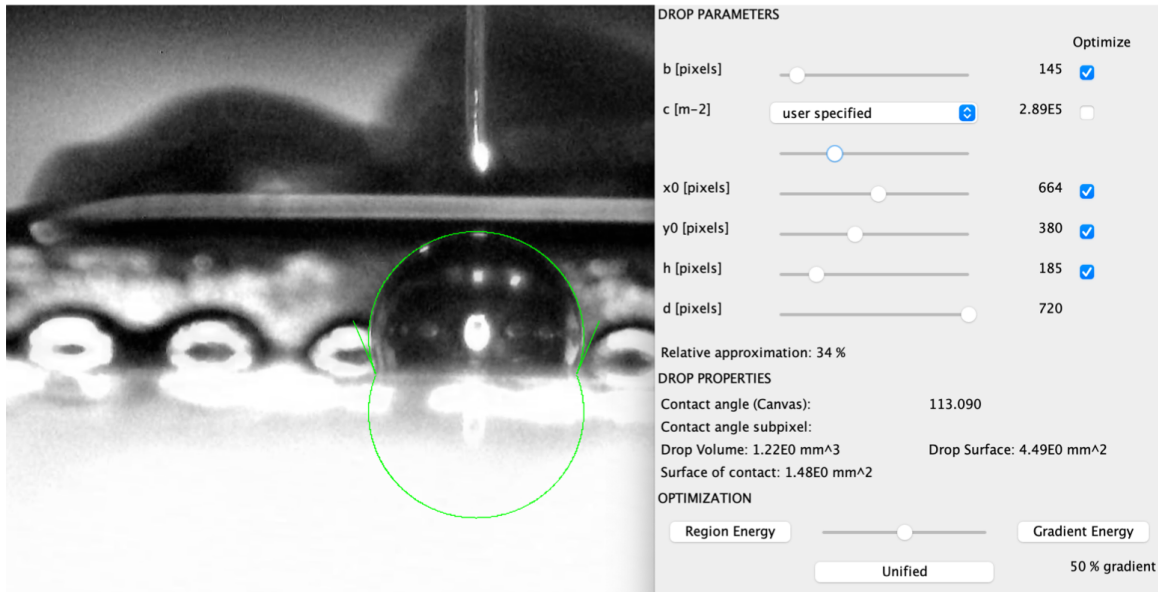 DROP PARAMETERS
Optimize
b [pixels] 145
c [m-2] user specified 2.89E5
x0 [pixels] 664
y0 [pixels] 380
h [pixels] 185
d [pixels] 720
Relative approximation: 34 %
DROP PROPERTIES
Contact angle (Canvas): 113.090
Contact angle subpixel:
Drop Volume: 1.22E0 mm^3 Drop Surface: 4.49E0 mm^2
Surface of contact: 1.48E0 mm^2
OPTIMIZATION
Region Energy Gradient Energy
Unified 50 % gradient